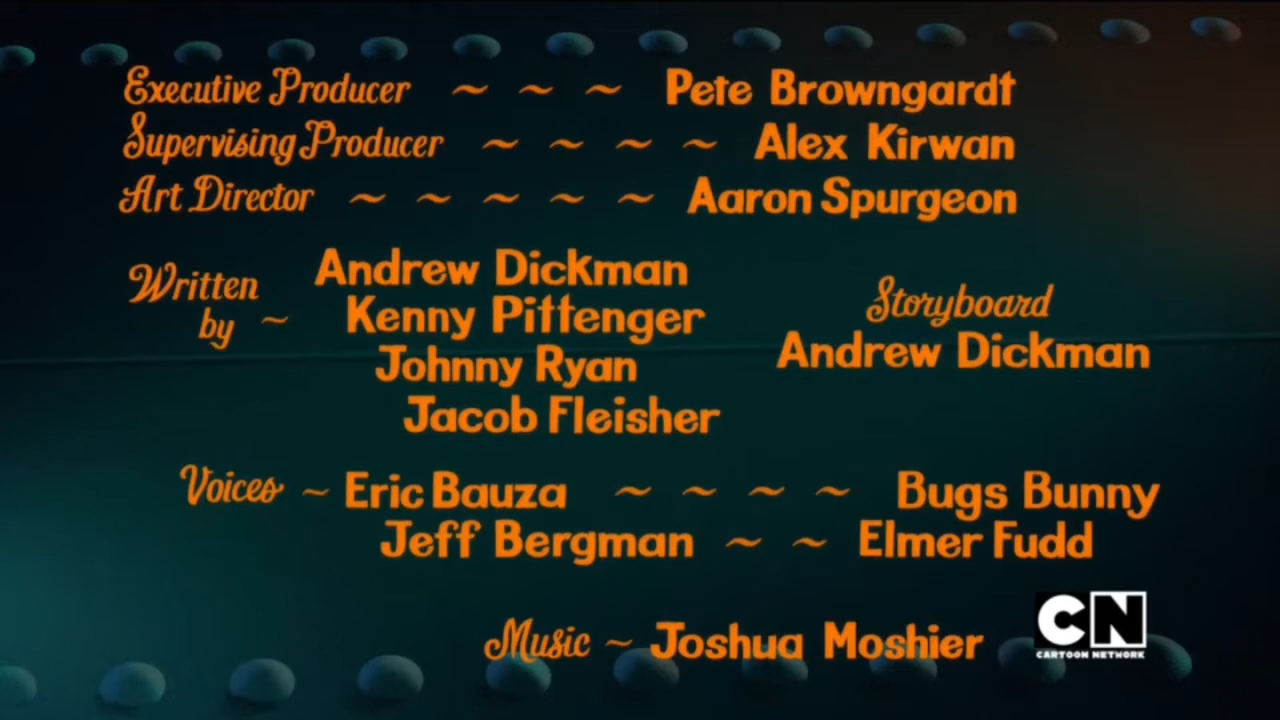 Executive Producer ~ ~ ~ Pete Browngardt
Supervising Producer ~ ~ ~ ~ Alex Kirwan
Art Director ~ ~ ~ ~ ~ Aaron Spurgeon
Written by ~ Andrew Dickman
Kenny Pittenger
Johnny Ryan
Jacob Fleisher
Storyboard
Andrew Dickman
Voices ~ Eric Bauza ~ ~ ~ ~ Bugs Bunny
Jeff Bergman ~ ~ Elmer Fudd
Music ~ Joshua Moshier
CN
CARTOON NETWORK